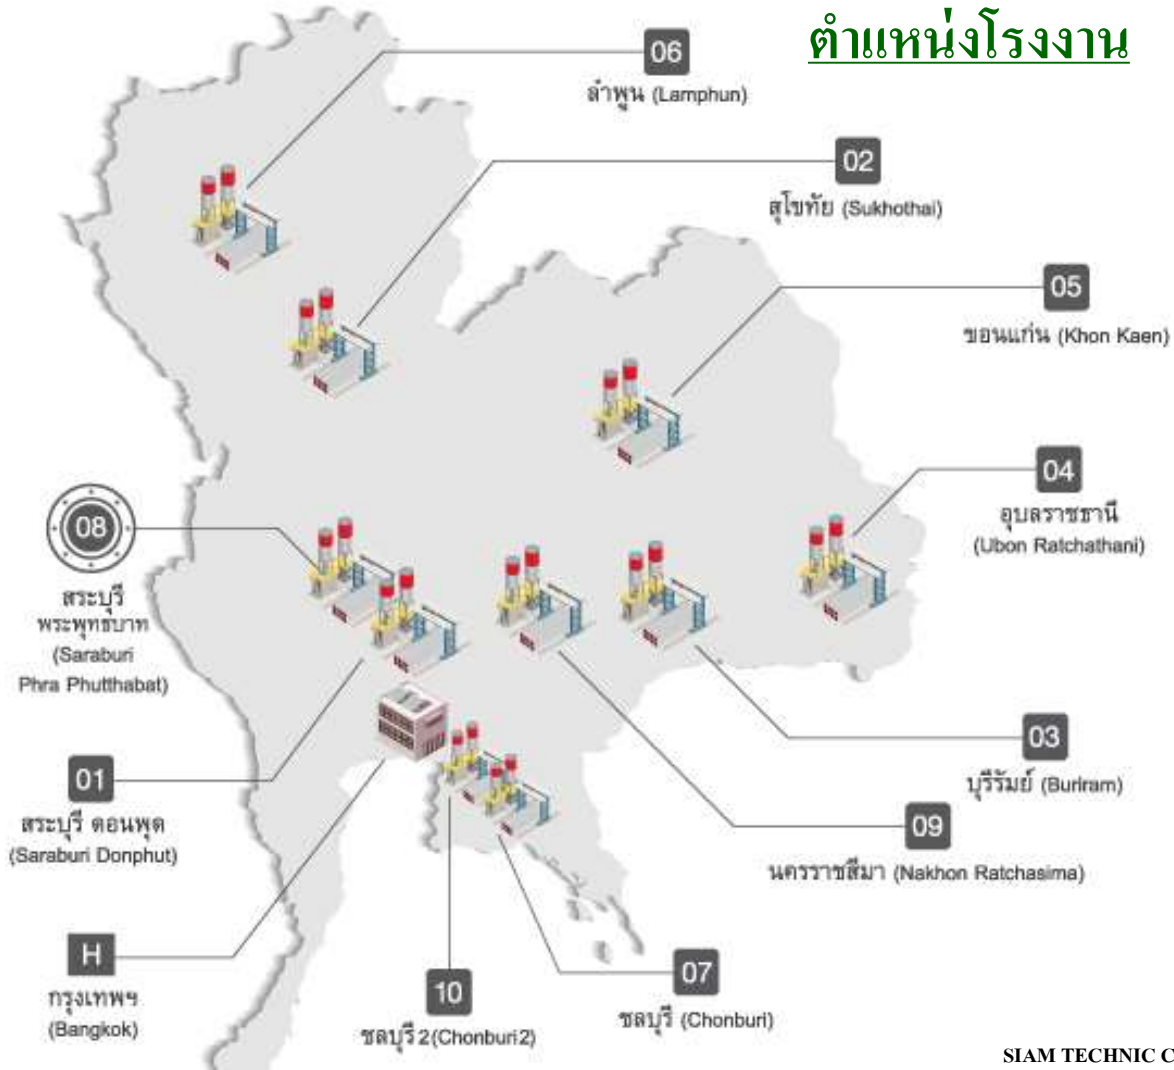 ตำแหน่งโรงงาน
06
ลำพูน (Lamphun)
02
สุโขทัย (Sukhothai)
05
ขอนแก่น (Khon Kaen)
04
อุบลราชธานี
(Ubon Ratchathani)
08
สระบุรี
พระพุทธบาท
(Saraburi
Phra Phutthabat)
03
บุรีรัมย์ (Buriram)
01
สระบุรี ดอนพุด
(Saraburi Donphut)
09
นครราชสีมา (Nakhon Ratchasima)
H
กรุงเทพฯ
(Bangkok)
10
ชลบุรี 2 (Chonburi 2)
07
ชลบุรี (Chonburi)
SIAM TECHNIC C